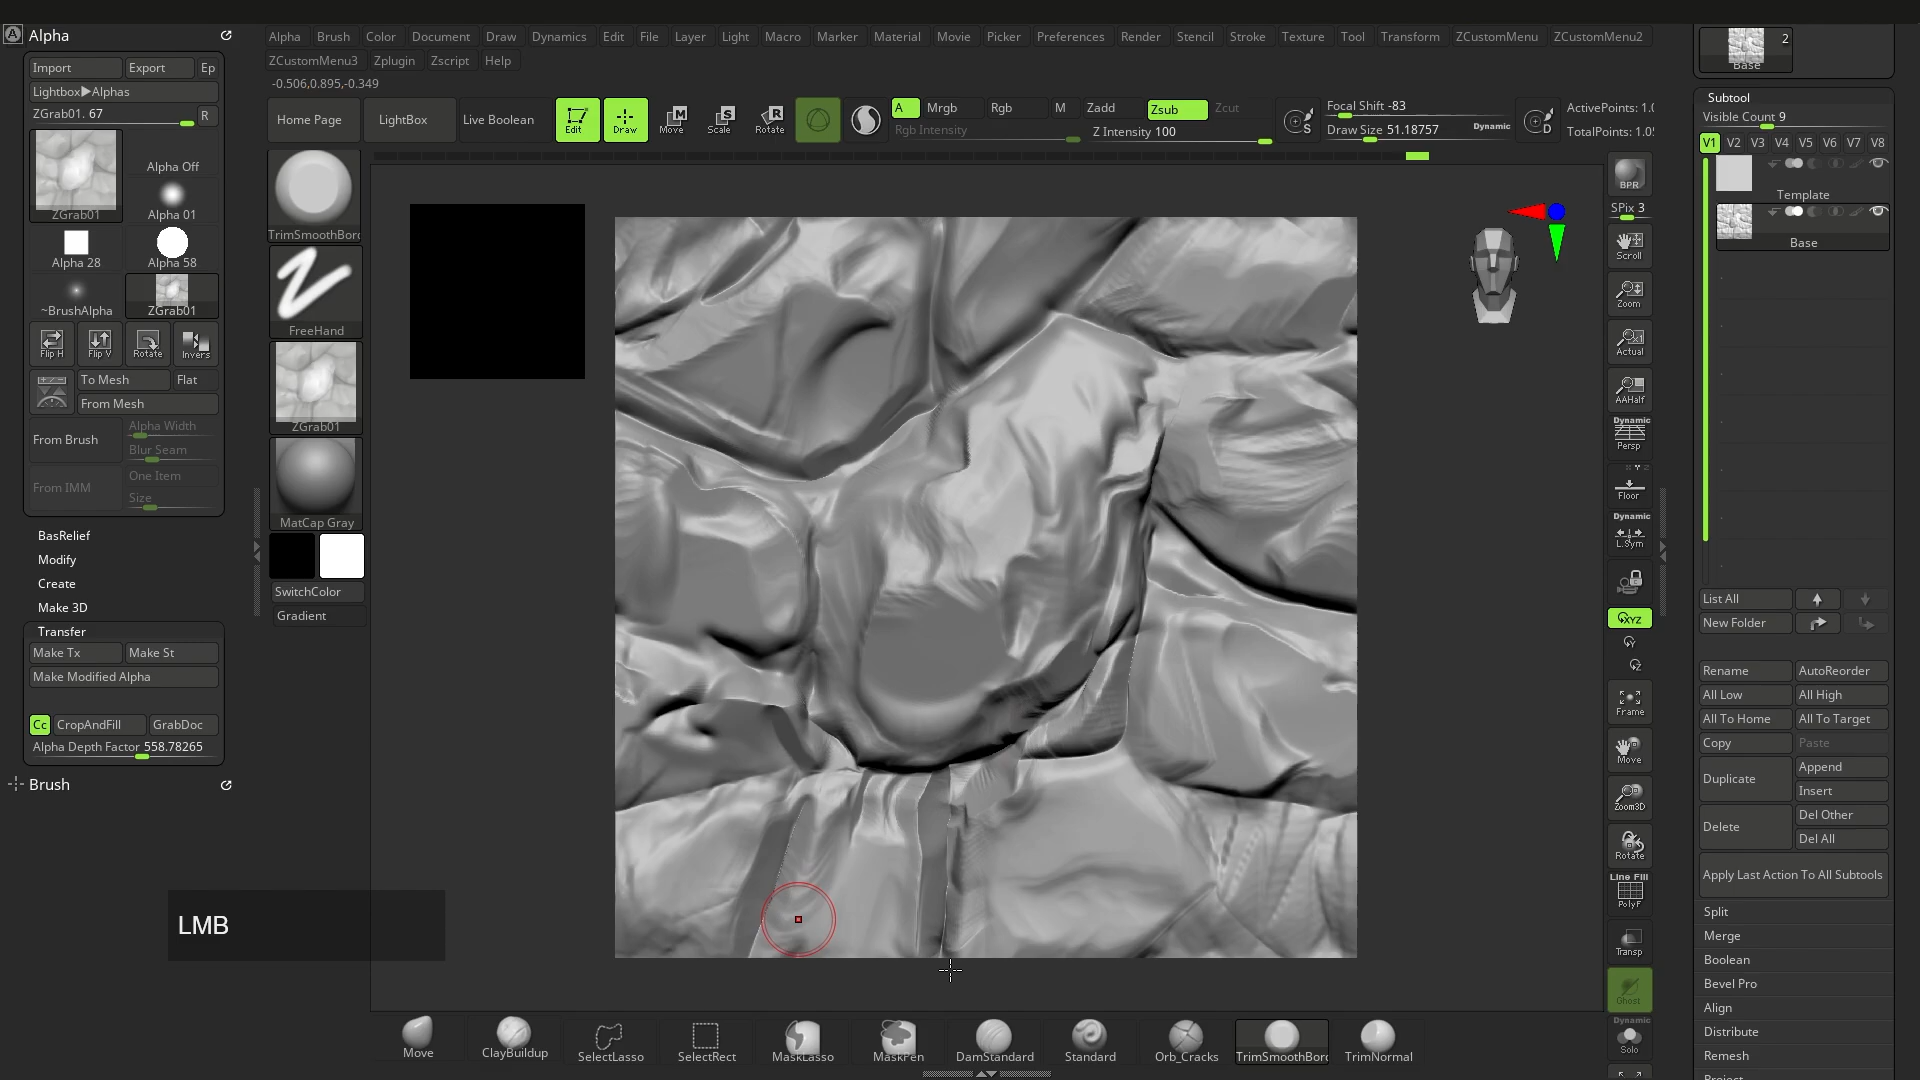 Alpha
Import Export Ep
Lightbox▶Alphas
ZGrab01. 67 R
ZGrab01
Alpha Off
Alpha 01
Alpha 28
Alpha 58
~BrushAlpha
ZGrab01
Flip H Flip V Rotate Invers
To Mesh Flat
From Mesh
From Brush
Alpha Width
Blur Seam
From IMM
One Item
Size
BasRelief
Modify
Create
Make 3D
Transfer
Make Tx Make St
Make Modified Alpha
Cc CropAndFill GrabDoc
Alpha Depth Factor 558.78265
Brush
LMB
Alpha Brush Color Document Draw Dynamics Edit File Layer Light Macro Marker Material Movie Picker Preferences Render Stencil Stroke Texture Tool Transform ZCustomMenu ZCustomMenu2
ZCustomMenu3 Zplugin Zscript Help
-0.506,0.895,-0.349
Home Page LightBox Live Boolean Edit Draw Move Scale Rotate
A Mrgb Rgb M Zadd Zsub Zcut
Rgb Intensity Z Intensity 100
Focal Shift -83
Draw Size 51.18757 Dynamic
ActivePoints: 1.0
TotalPoints: 1.0
TrimSmoothBor
FreeHand
ZGrab01
MatCap Gray
SwitchColor
Gradient
BPR
SPix 3
Scroll
Zoom
Actual
AAHalf
Dynamic
Persp
Floor
Dynamic
L.Sym
XYZ
Y
Z
Frame
Move
Zoom3D
Rotate
Line Fill
PolyF
Transp
Ghost
Dynamic
Solo
Move ClayBuildup SelectLasso SelectRect MaskLasso MaskPen DamStandard Standard Orb_Cracks TrimSmoothBor TrimNormal
2
Base
Subtool
Visible Count 9
V1 V2 V3 V4 V5 V6 V7 V8
Template
Base
List All
New Folder
Rename AutoReorder
All Low All High
All To Home All To Target
Copy Paste
Duplicate Append
Insert
Delete Del Other
Del All
Apply Last Action To All Subtools
Split
Merge
Boolean
Bevel Pro
Align
Distribute
Remesh